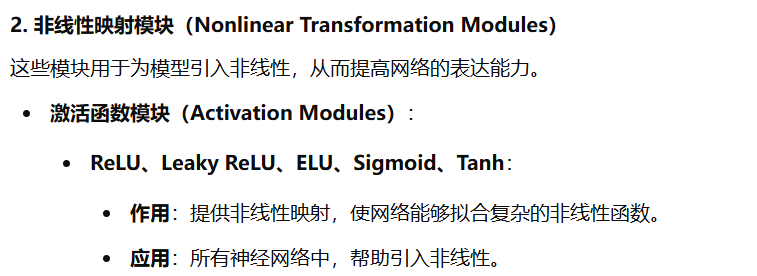 2. 非线性映射模块（Nonlinear Transformation Modules）
这些模块用于为模型引入非线性，从而提高网络的表达能力。
• 激活函数模块（Activation Modules）：
• ReLU、Leaky ReLU、ELU、Sigmoid、Tanh：
• 作用：提供非线性映射，使网络能够拟合复杂的非线性函数。
• 应用：所有神经网络中，帮助引入非线性。